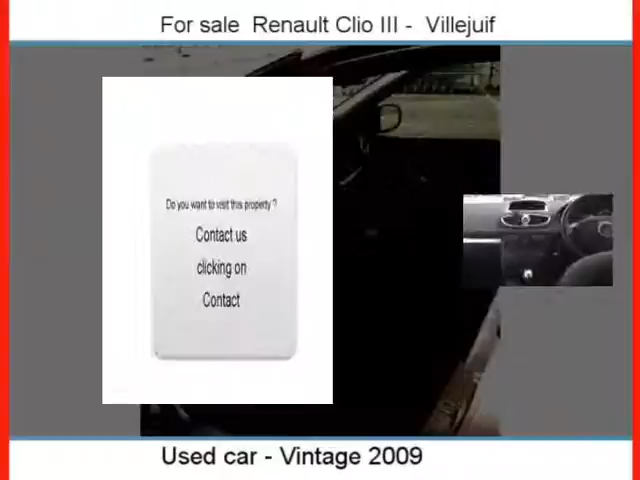 For sale Renault Clio III - Villejuif
Do you want to visit this property ?
Contact us
clicking on
Contact
Used car - Vintage 2009